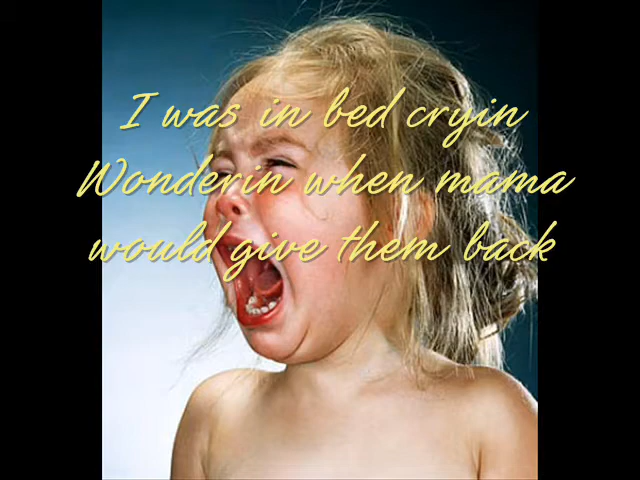 I was in bed cryin
Wonderin when mama
would give them back